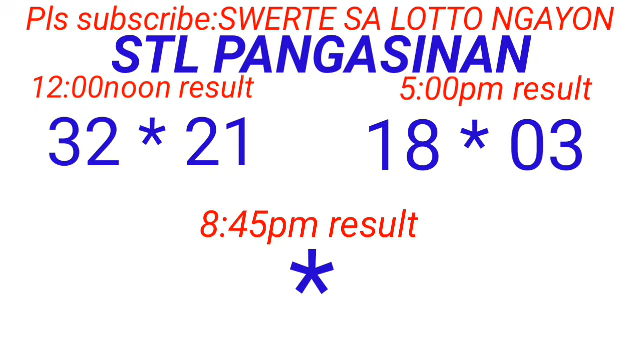 Pls subscribe:SWERTE SA LOTTO NGAYON
STL PANGASINAN
12:00noon result
32 * 21
5:00pm result
18 * 03
8:45pm result
*